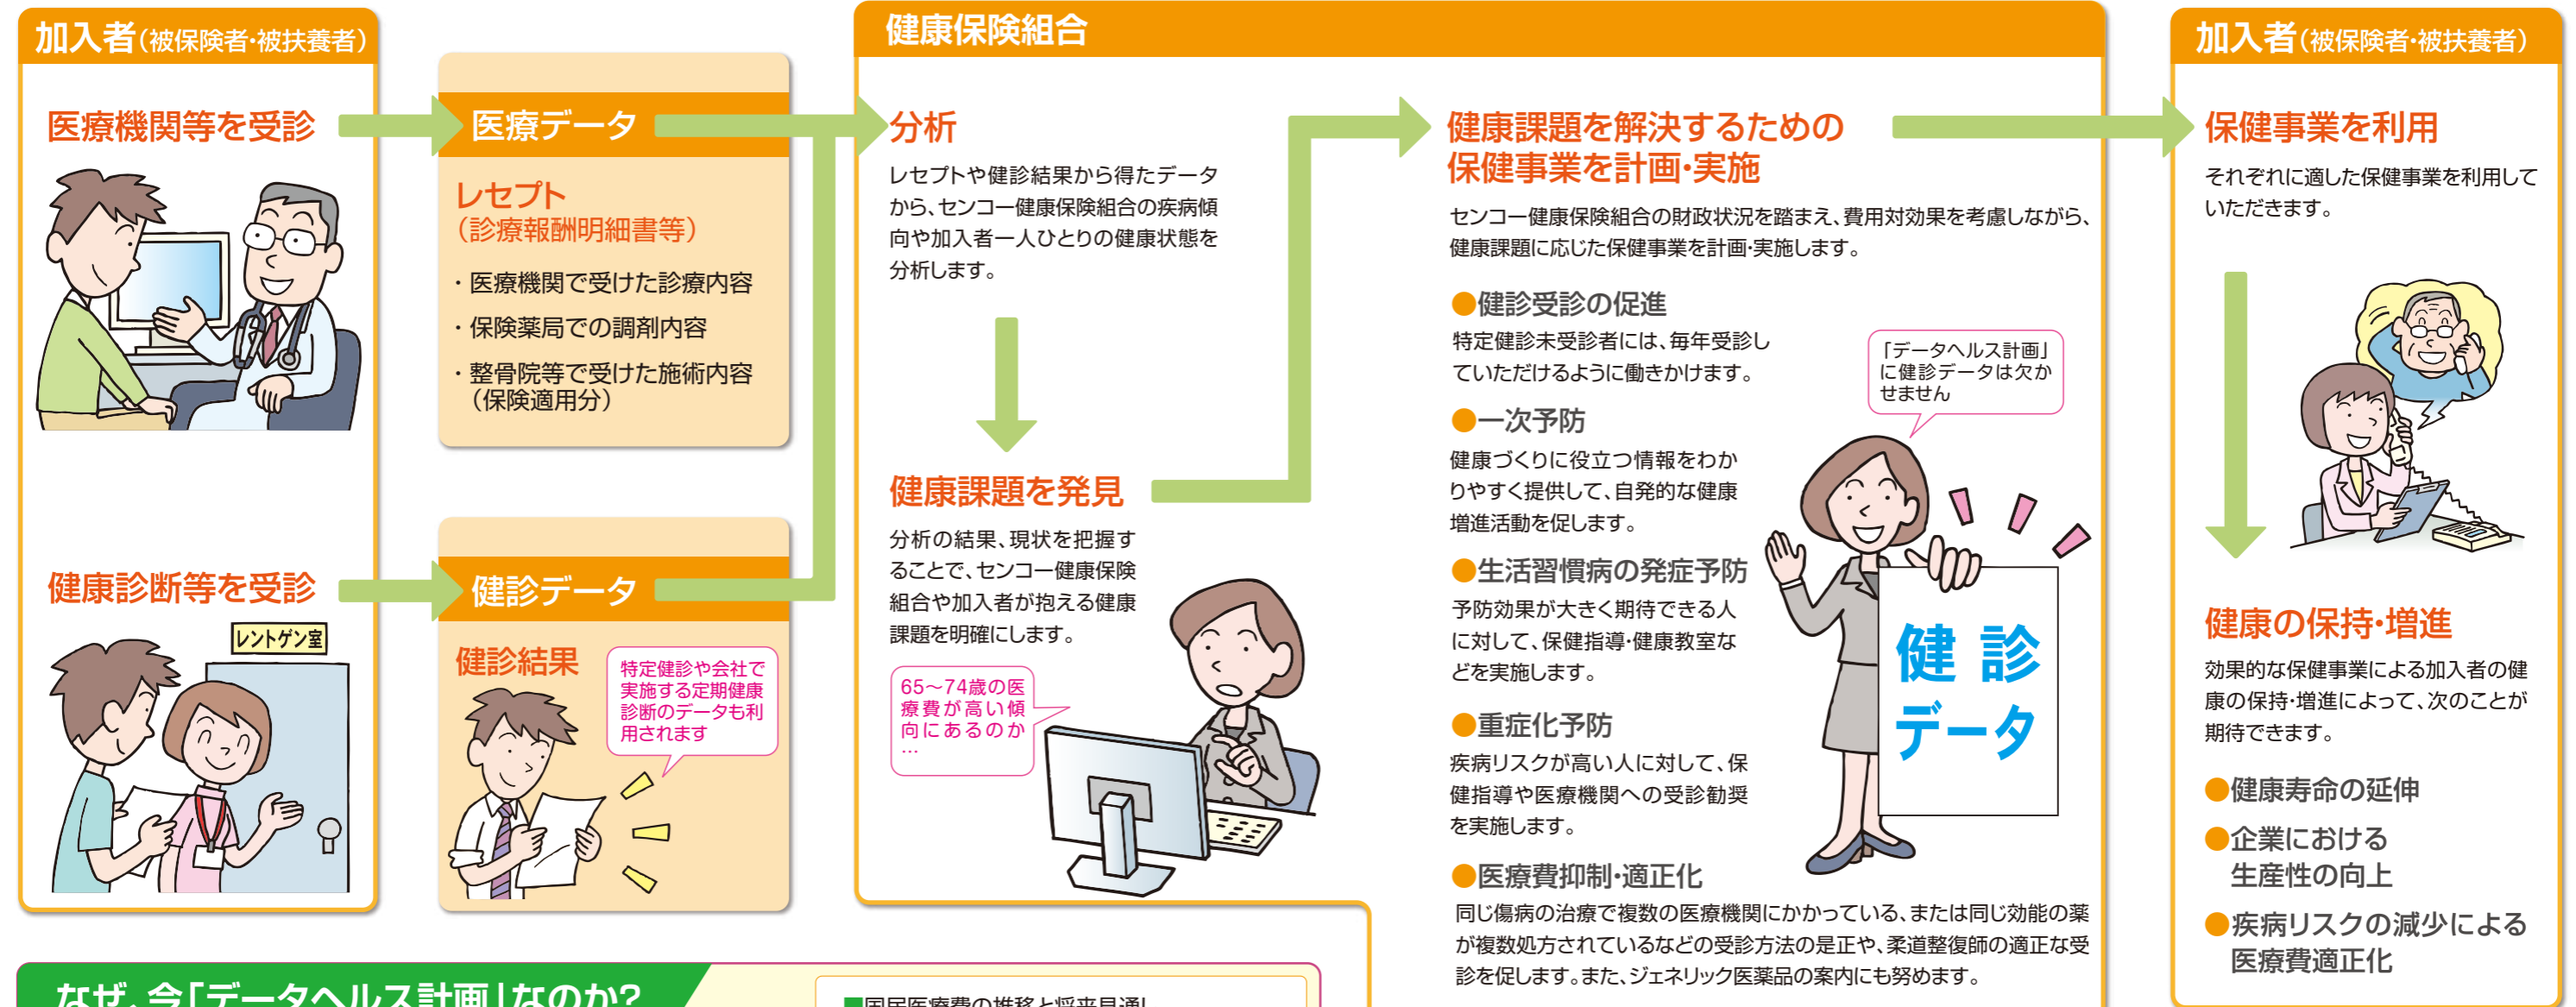 加入者(被保険者・被扶養者)
医療機関等を受診
健康診断等を受診
レントゲン室
医療データ
レセプト
(診療報酬明細書等)
・医療機関で受けた診療内容
・保険薬局での調剤内容
・整骨院等で受けた施術内容
(保険適用分)
健診データ
健診結果
特定健診や会社で
実施する定期健康
診断のデータも利
用されます
健康保険組合
分析
レセプトや健診結果から得たデータ
から、センコー健康保険組合の疾病傾
向や加入者一人ひとりの健康状態を
分析します。
健康課題を発見
分析の結果、現状を把握す
ることで、センコー健康保険
組合や加入者が抱える健康
課題を明確にします。
65〜74歳の医
療費が高い傾
向にあるのか
…
健康課題を解決するための
保健事業を計画・実施
センコー健康保険組合の財政状況を踏まえ、費用対効果を考慮しながら、
健康課題に応じた保健事業を計画・実施します。
●健診受診の促進
特定健診未受診者には、毎年受診し
ていただけるように働きかけます。
●一次予防
健康づくりに役立つ情報をわか
りやすく提供して、自発的な健康
増進活動を促します。
●生活習慣病の発症予防
予防効果が大きく期待できる人
に対して、保健指導・健康教室な
どを実施します。
●重症化予防
疾病リスクが高い人に対して、保
健指導や医療機関への受診勧奨
を実施します。
●医療費抑制・適正化
同じ傷病の治療で複数の医療機関にかかっている、または同じ効能の薬
が複数処方されているなどの受診方法の是正や、柔道整復師の適正な受
診を促します。また、ジェネリック医薬品の案内にも努めます。
「データヘルス計画」
に健診データは欠か
せません
健診
データ
加入者(被保険者・被扶養者)
保健事業を利用
それぞれに適した保健事業を利用して
いただきます。
健康の保持・増進
効果的な保健事業による加入者の健
康の保持・増進によって、次のことが
期待できます。
●健康寿命の延伸
●企業における
生産性の向上
●疾病リスクの減少による
医療費適正化
なぜ、今「データヘルス計画」なのか?
■国民医療費の推移と将来見通し